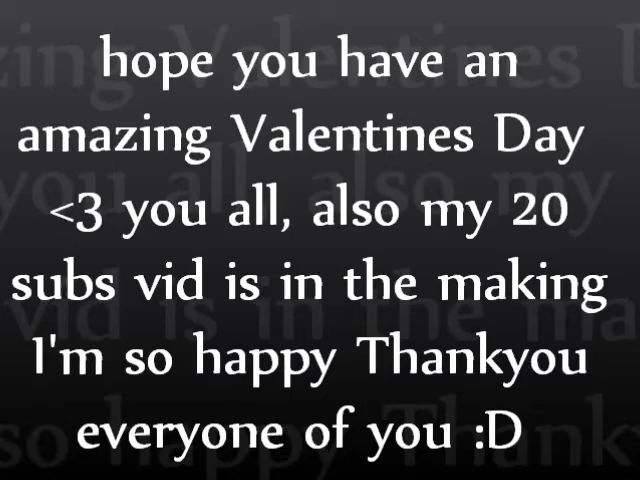 hope you have an
amazing Valentines Day
<3 you all, also my 20
subs vid is in the making
I'm so happy Thankyou
everyone of you :D